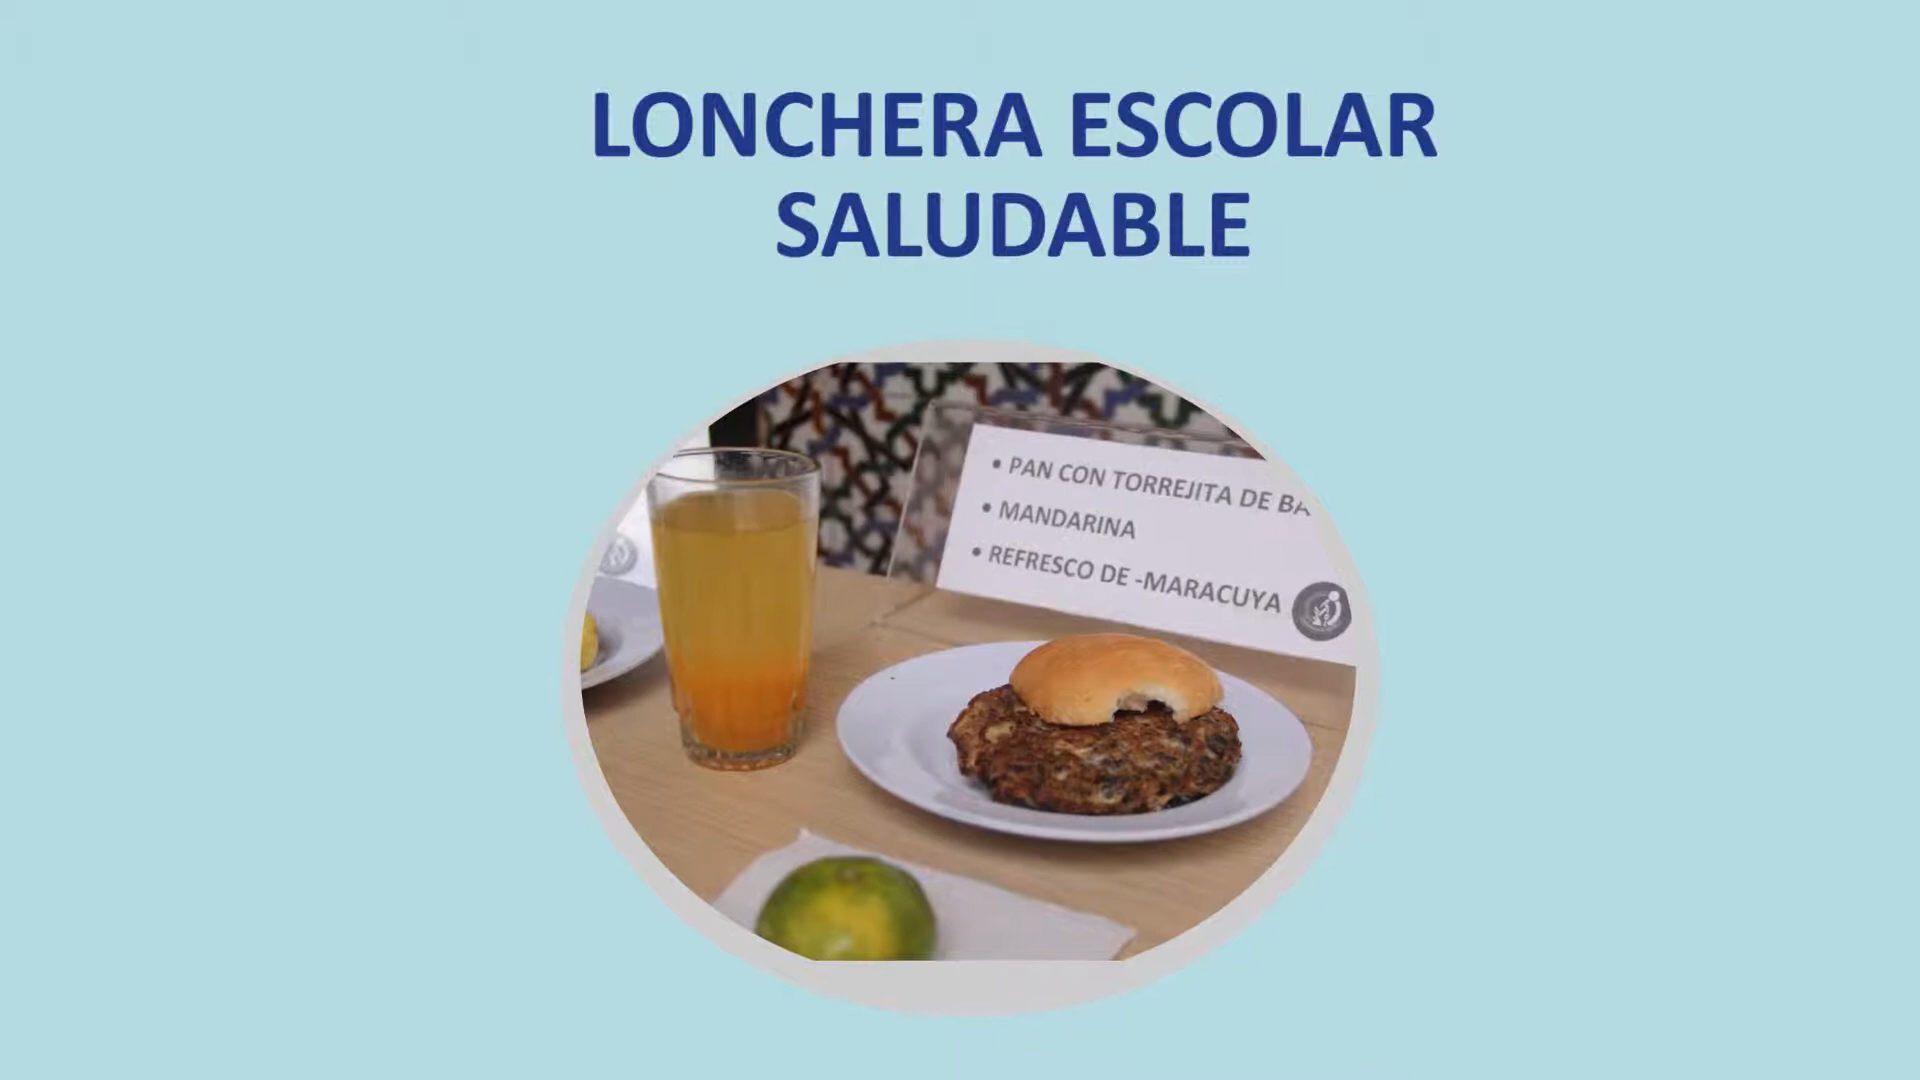 LONCHERA ESCOLAR
SALUDABLE
• PAN CON TORREJITA DE
• MANDARINA
• REFRESCO DE -MARACUYA